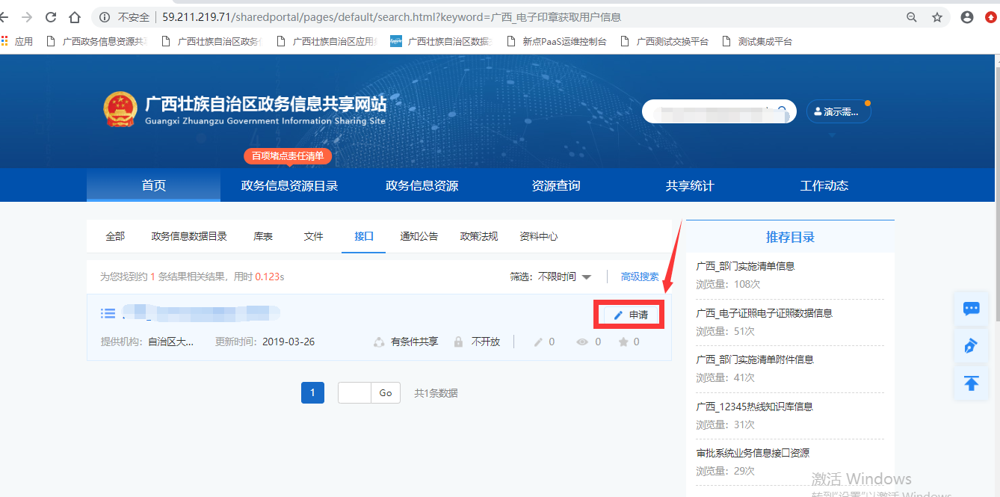 不安全 | 59.211.219.71/sharedportal/pages/default/search.html?keyword=广西_电子印章获取用户信息
应用 广西政务信息资源共享 广西壮族自治区政务信 广西壮族自治区应用 广西壮族自治区数据 新点PaaS运维控制台 广西测试交换平台 测试集成平台
广西壮族自治区政务信息共享网站
Guangxi Zhuangzu Government Information Sharing Site
演示需...
百项堵点责任清单
首页 政务信息资源目录 政务信息资源 资源查询 共享统计 工作动态
全部 政务信息数据目录 库表 文件 接口 通知公告 政策法规 资料中心
为您找到约 1 条结果相关结果，用时 0.123s 筛选：不限时间 高级搜索
申请
提供机构：自治区大... 更新时间：2019-03-26 有条件共享 不开放 0 0 0
1 Go 共1条数据
推荐目录
广西_部门实施清单信息
浏览量：108次
广西_电子证照电子证照数据信息
浏览量：51次
广西_部门实施清单附件信息
浏览量：41次
广西_12345热线知识库信息
浏览量：31次
审批系统业务信息接口资源
浏览量：29次
激活 Windows
转到"设置"以激活 Windows